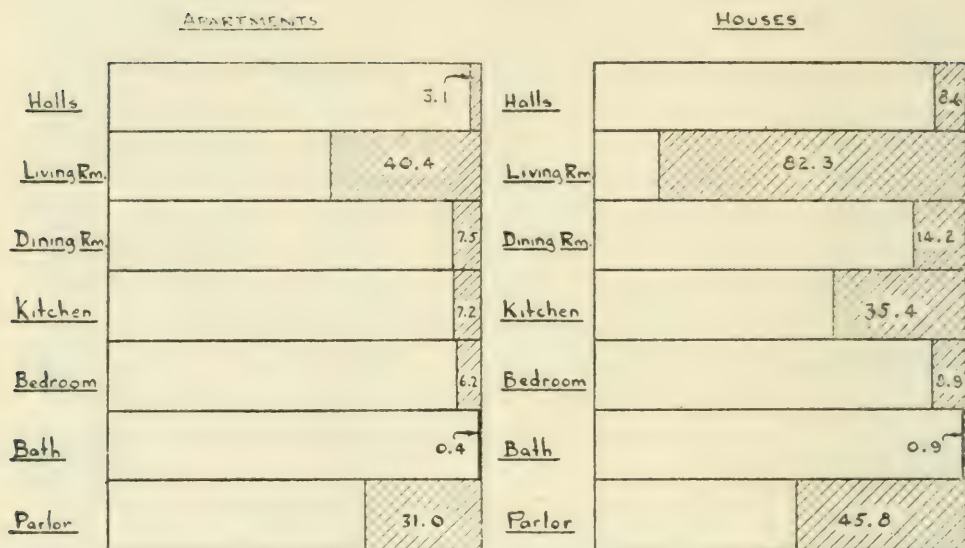 APARTMENTS
Halls 3.1
Living Rm. 40.4
Dining Rm. 7.5
Kitchen 7.2
Bedroom 6.2
Bath 0.4
Parlor 31.0
HOUSES
Halls 8.6
Living Rm 82.3
Dining Rm. 14.2
Kitchen 35.4
Bedroom
Bath 0.9
Parlor 45.8